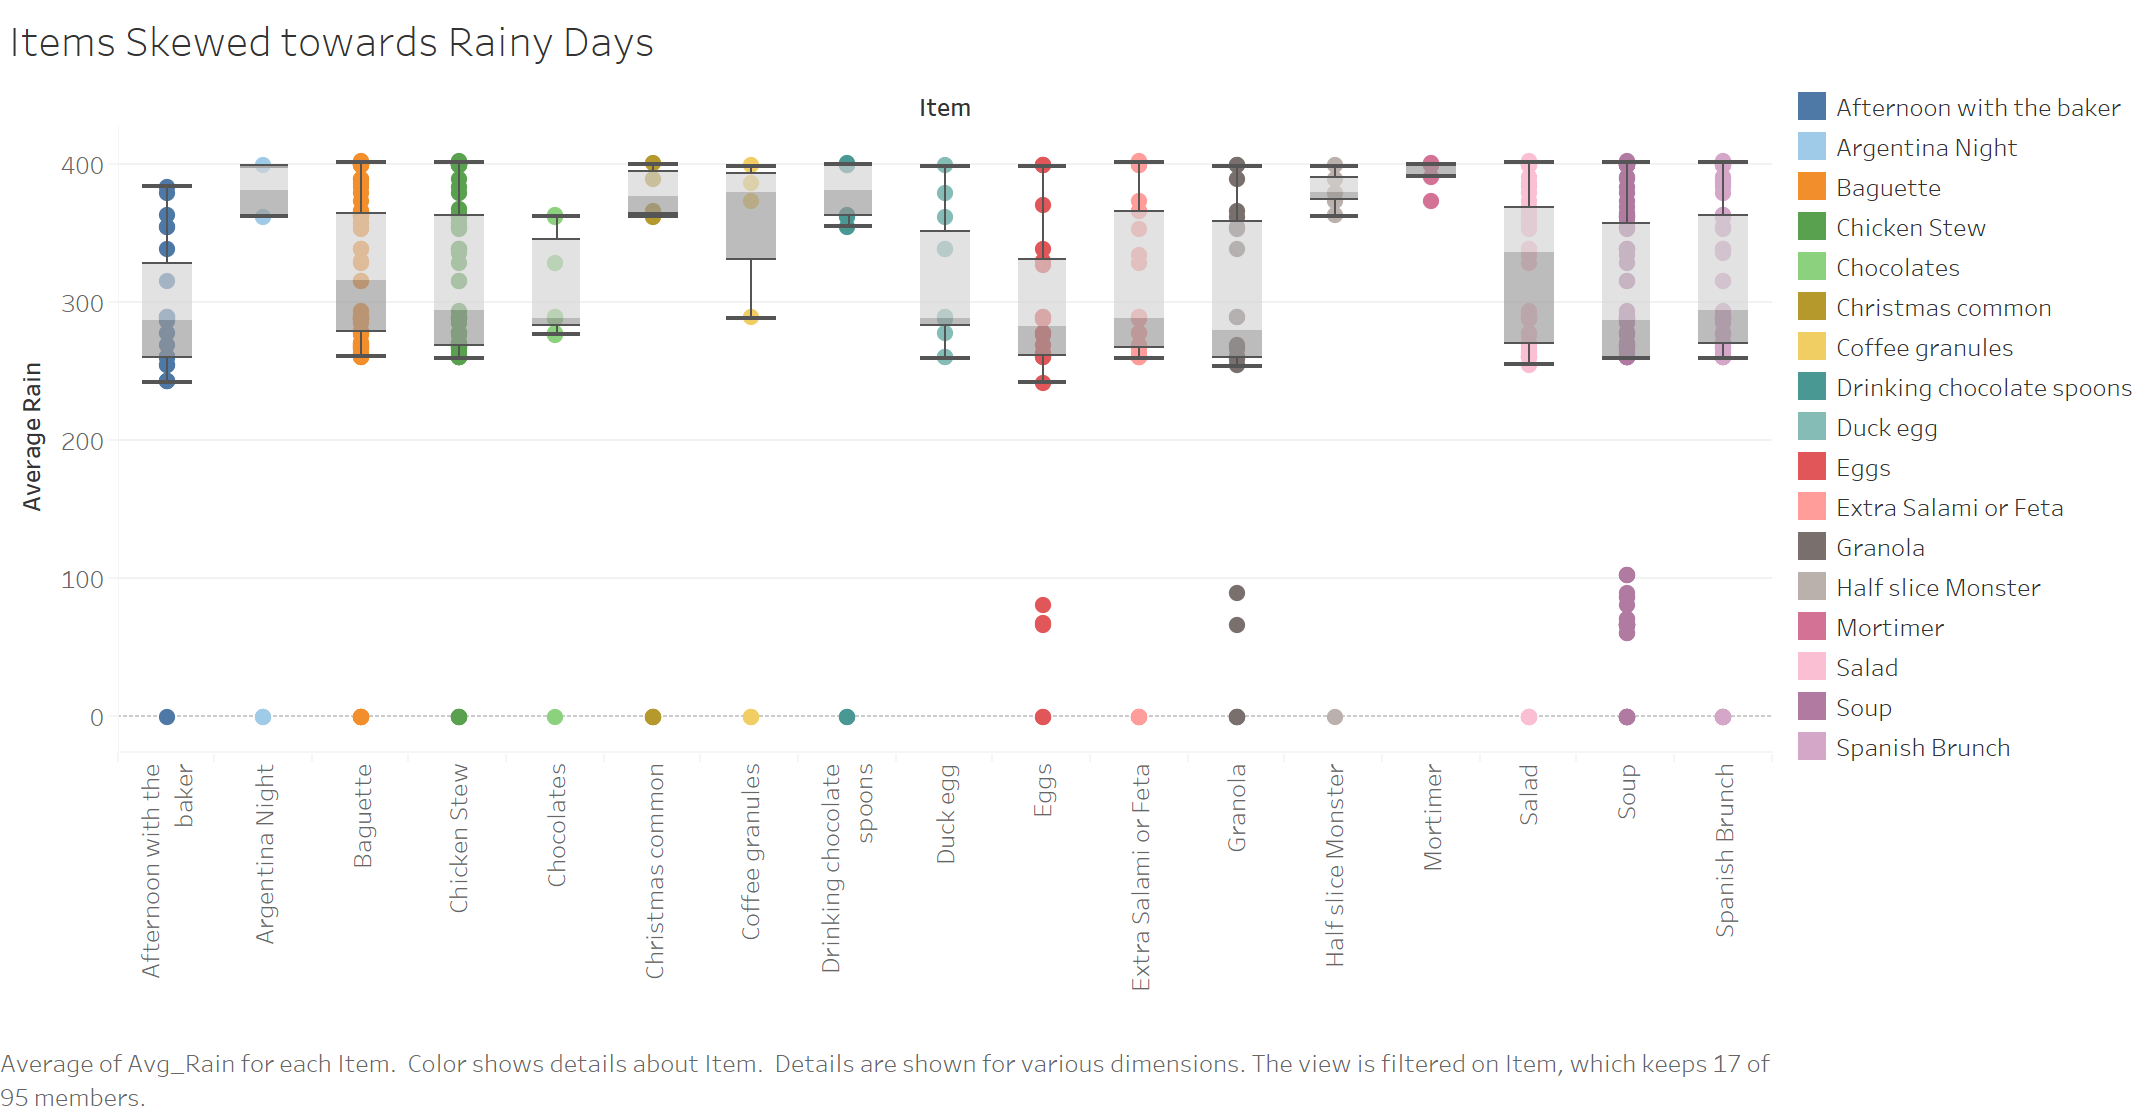 Items Skewed towards Rainy Days
Item
Average Rain
400
300
200
100
0
Afternoon with the
baker
Argentina Night
Baguette
Chicken Stew
Chocolates
Christmas common
Coffee granules
Drinking chocolate
spoons
Duck egg
Eggs
Extra Salami or Feta
Granola
Half slice Monster
Mortimer
Salad
Soup
Spanish Brunch
Afternoon with the baker
Argentina Night
Baguette
Chicken Stew
Chocolates
Christmas common
Coffee granules
Drinking chocolate spoons
Duck egg
Eggs
Extra Salami or Feta
Granola
Half slice Monster
Mortimer
Salad
Soup
Spanish Brunch
Average of Avg_Rain for each Item.  Color shows details about Item.  Details are shown for various dimensions. The view is filtered on Item, which keeps 17 of
95 members.